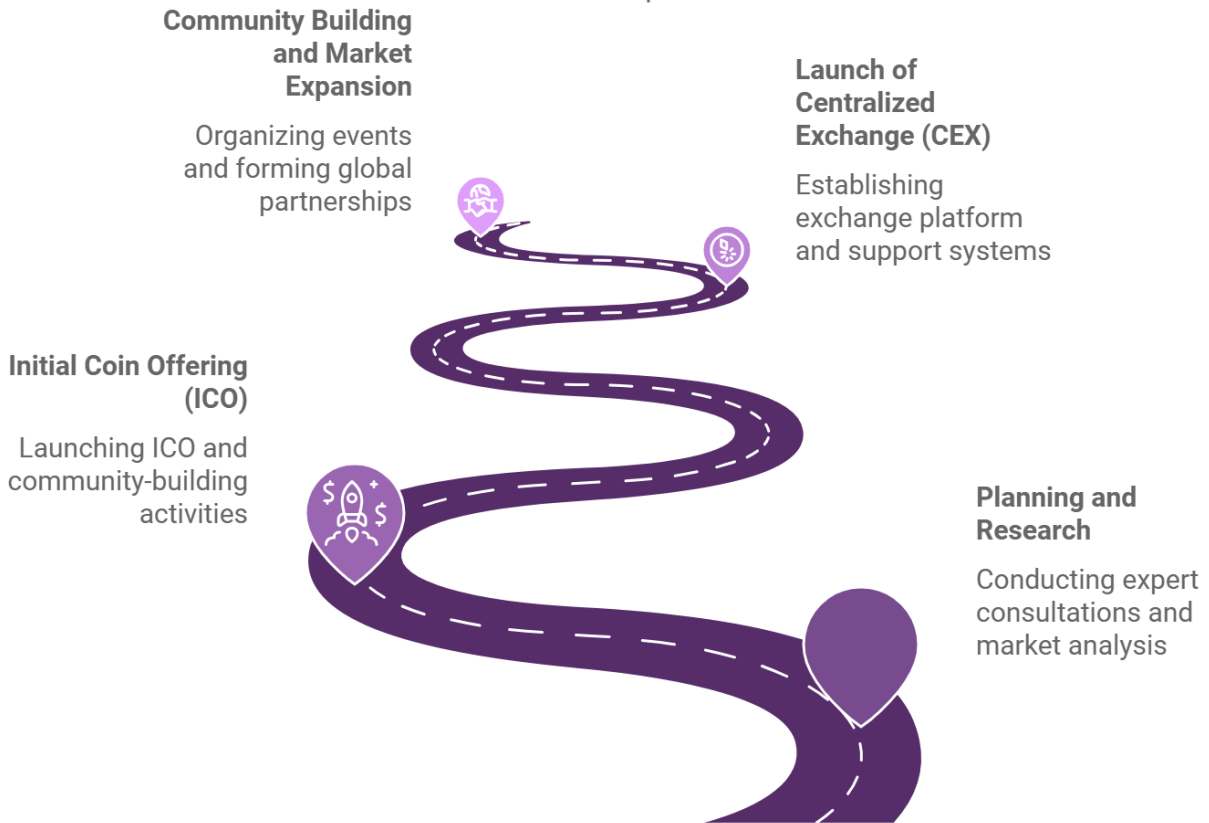 Community Building
and Market
Expansion
Organizing events
and forming global
partnerships
Launch of
Centralized
Exchange (CEX)
Establishing
exchange platform
and support systems
Initial Coin Offering
(ICO)
Launching ICO and
community-building
activities
$
$
Planning and
Research
Conducting expert
consultations and
market analysis